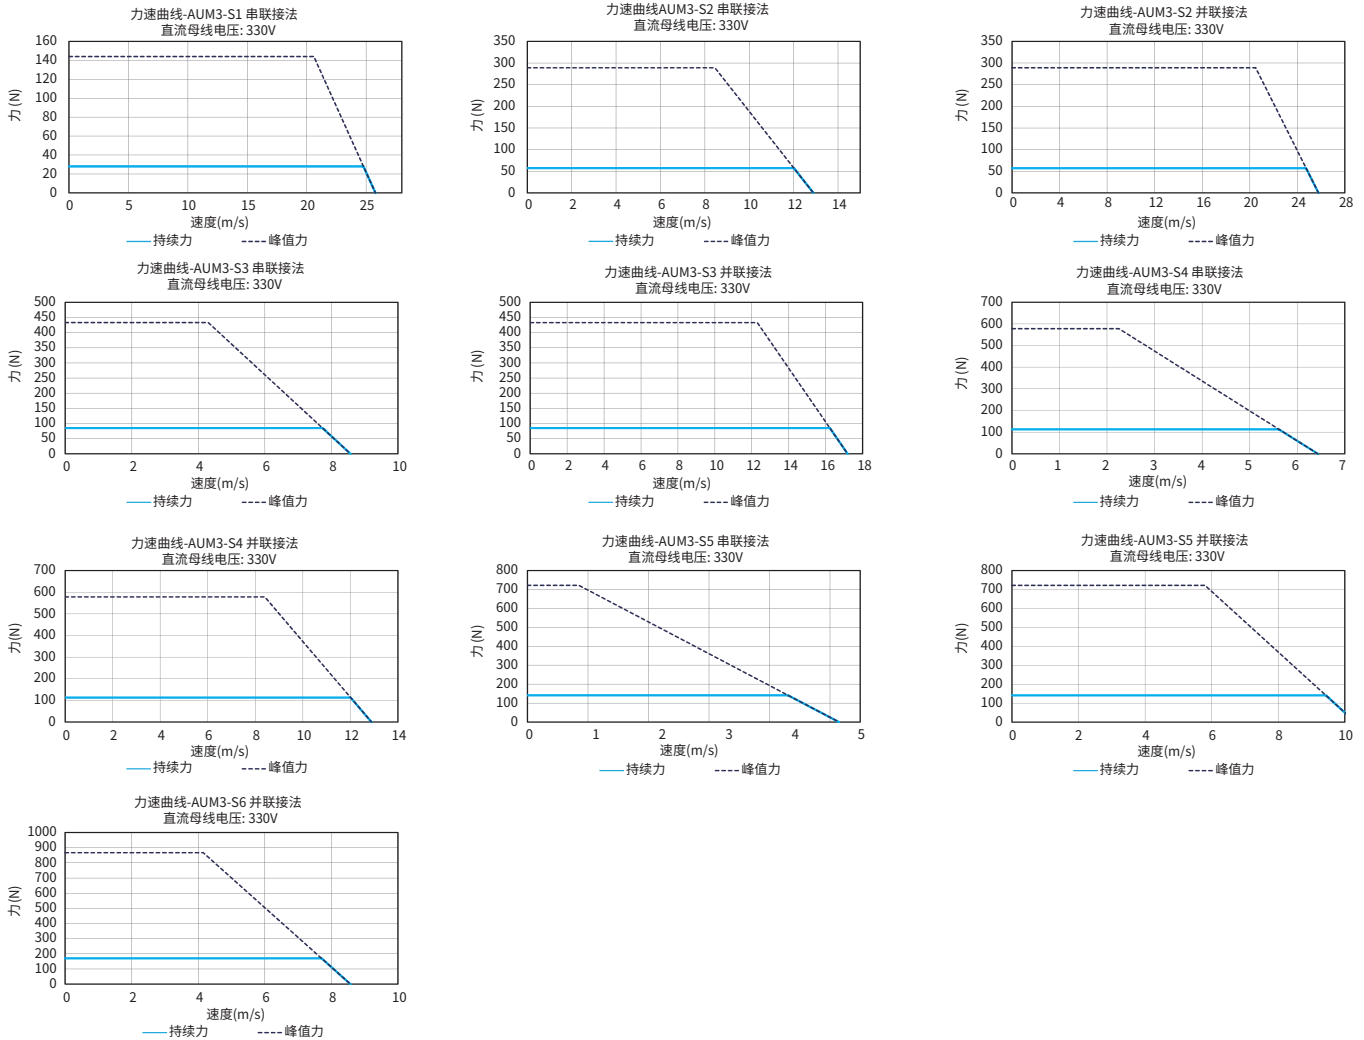 力速曲线-AUM3-S1 串联接法
直流母线电压: 330V
160
140
120
100
80
60
40
20
0
力 (N)
0 5 10 15 20 25
速度(m/s)
持续力 峰值力
力速曲线AUM3-S2 串联接法
直流母线电压: 330V
350
300
250
200
150
100
50
0
力 (N)
0 2 4 6 8 10 12 14
速度(m/s)
持续力 峰值力
力速曲线-AUM3-S2 并联接法
直流母线电压: 330V
350
300
250
200
150
100
50
0
力 (N)
0 4 8 12 16 20 24 28
速度(m/s)
持续力 峰值力
力速曲线-AUM3-S3 串联接法
直流母线电压: 330V
500
450
400
350
300
250
200
150
100
50
0
力 (N)
0 2 4 6 8 10
速度(m/s)
持续力 峰值力
力速曲线-AUM3-S3 并联接法
直流母线电压: 330V
500
450
400
350
300
250
200
150
100
50
0
力 (N)
0 2 4 6 8 10 12 14 16 18
速度(m/s)
持续力 峰值力
力速曲线-AUM3-S4 串联接法
直流母线电压: 330V
700
600
500
400
300
200
100
0
力 (N)
0 1 2 3 4 5 6 7
速度(m/s)
持续力 峰值力
力速曲线-AUM3-S4 并联接法
直流母线电压: 330V
700
600
500
400
300
200
100
0
力(N)
0 2 4 6 8 10 12 14
速度(m/s)
持续力 峰值力
力速曲线-AUM3-S5 串联接法
直流母线电压: 330V
800
700
600
500
400
300
200
100
0
力 (N)
0 1 2 3 4 5
速度(m/s)
持续力 峰值力
力速曲线-AUM3-S5 并联接法
直流母线电压: 330V
800
700
600
500
400
300
200
100
0
力(N)
0 2 4 6 8 10
速度(m/s)
持续力 峰值力
力速曲线-AUM3-S6 并联接法
直流母线电压: 330V
1000
900
800
700
600
500
400
300
200
100
0
力(N)
0 2 4 6 8 10
速度(m/s)
持续力 峰值力